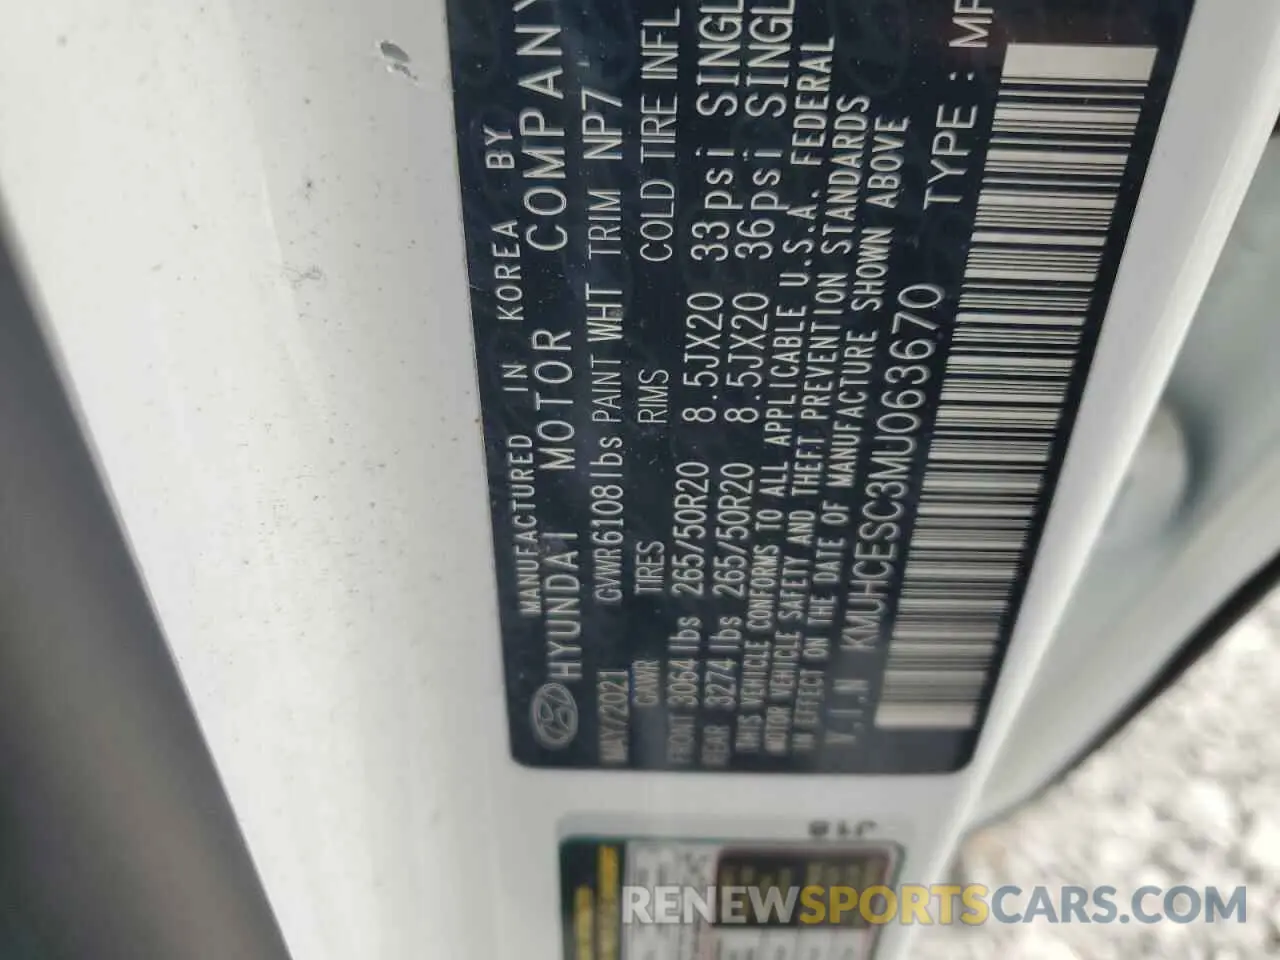 MANUFACTURED IN KOREA BY
HYUNDAI MOTOR COMPANY
MAY/2021 GVWR6108lbs PAINT WHT TRIM NP7
GAWR TIRES RIMS COLD TIRE INFL
FRONT 3064lbs 265/50R20 8.5JX20 33psi SINGL
REAR 3274lbs 265/50R20 8.5JX20 36psi SINGL
THIS VEHICLE CONFORMS TO ALL APPLICABLE U.S.A. FEDERAL
MOTOR VEHICLE SAFETY AND THEFT PREVENTION STANDARDS
IN EFFECT ON THE DATE OF MANUFACTURE SHOWN ABOVE
V.I.N KMUHCESC3MU063670 TYPE : MP
J18
RENEWSPORTSCARS.COM